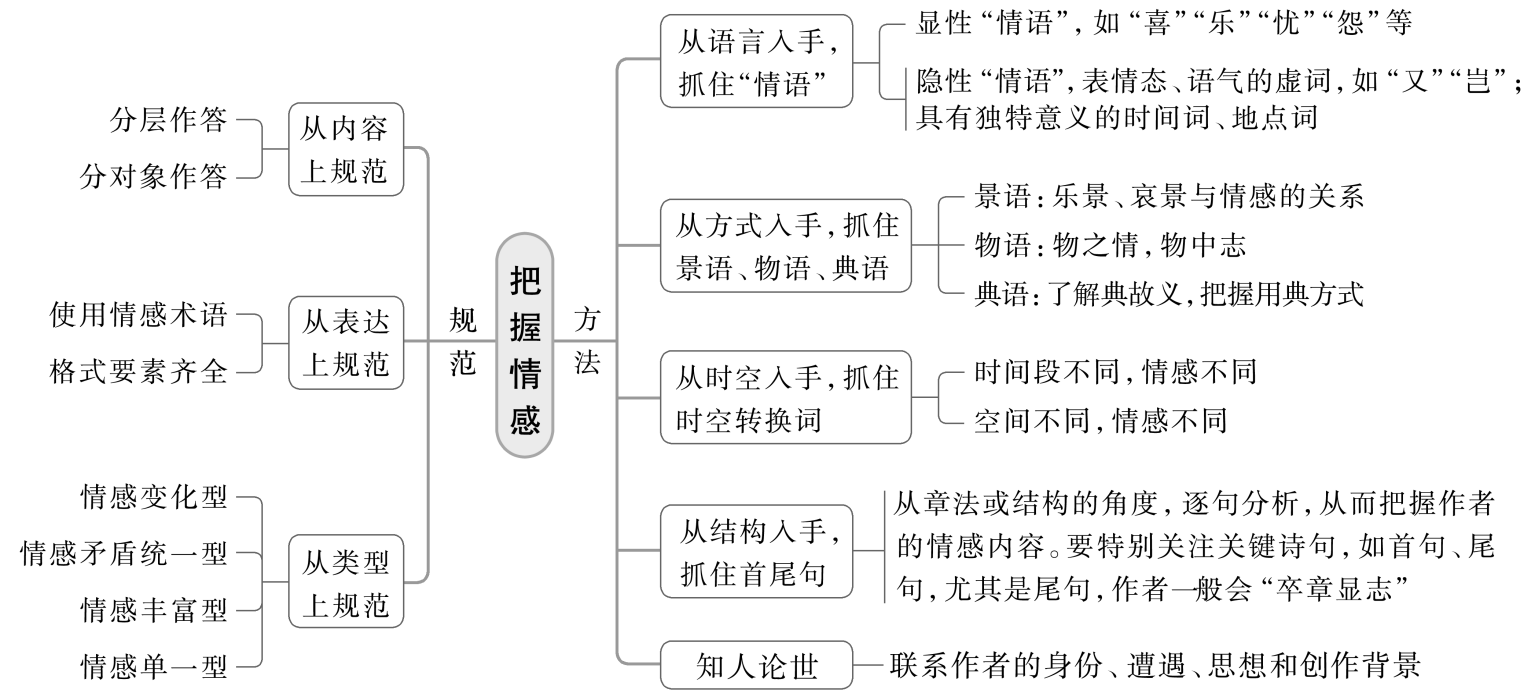 把握情感
方法
从语言入手，
抓住“情语”
显性“情语”，如“喜”“乐”“忧”“怨”等
隐性“情语”，表情态、语气的虚词，如“又”“岂”；
具有独特意义的时间词、地点词
从方式入手，抓住
景语、物语、典语
景语：乐景、哀景与情感的关系
物语：物之情，物中志
典语：了解典故义，把握用典方式
从时空入手，抓住
时空转换词
时间段不同，情感不同
空间不同，情感不同
从结构入手，
抓住首尾句
从章法或结构的角度，逐句分析，从而把握作者
的情感内容。要特别关注关键诗句，如首句、尾
句，尤其是尾句，作者一般会“卒章显志”
知人论世
联系作者的身份、遭遇、思想和创作背景
规范
从内容
上规范
分层作答
分对象作答
从表达
上规范
使用情感术语
格式要素齐全
从类型
上规范
情感变化型
情感矛盾统一型
情感丰富型
情感单一型